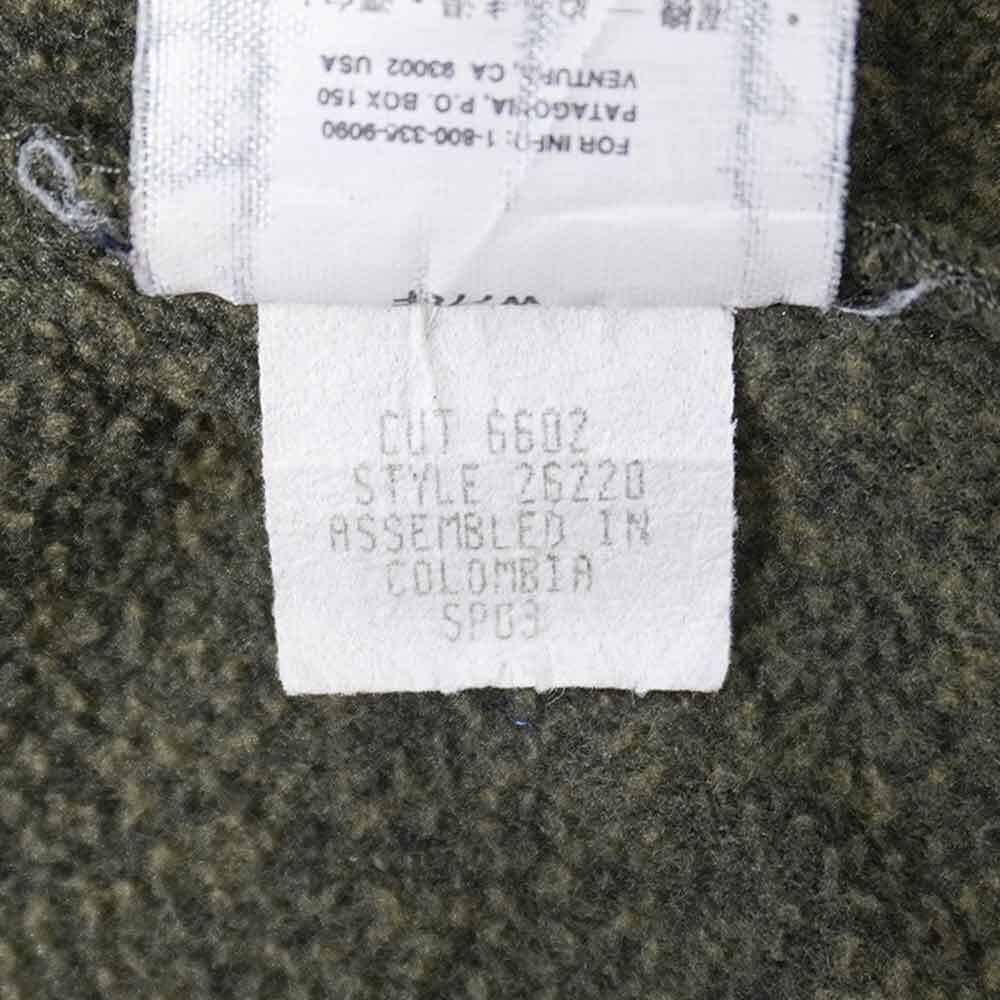 FOR INFO: 1-800-336-9090
PATAGONIA, P.O. BOX 150
VENTURA, CA 93002 USA
CUT 6602
STYLE 26220
ASSEMBLED IN
COLOMBIA
SP03